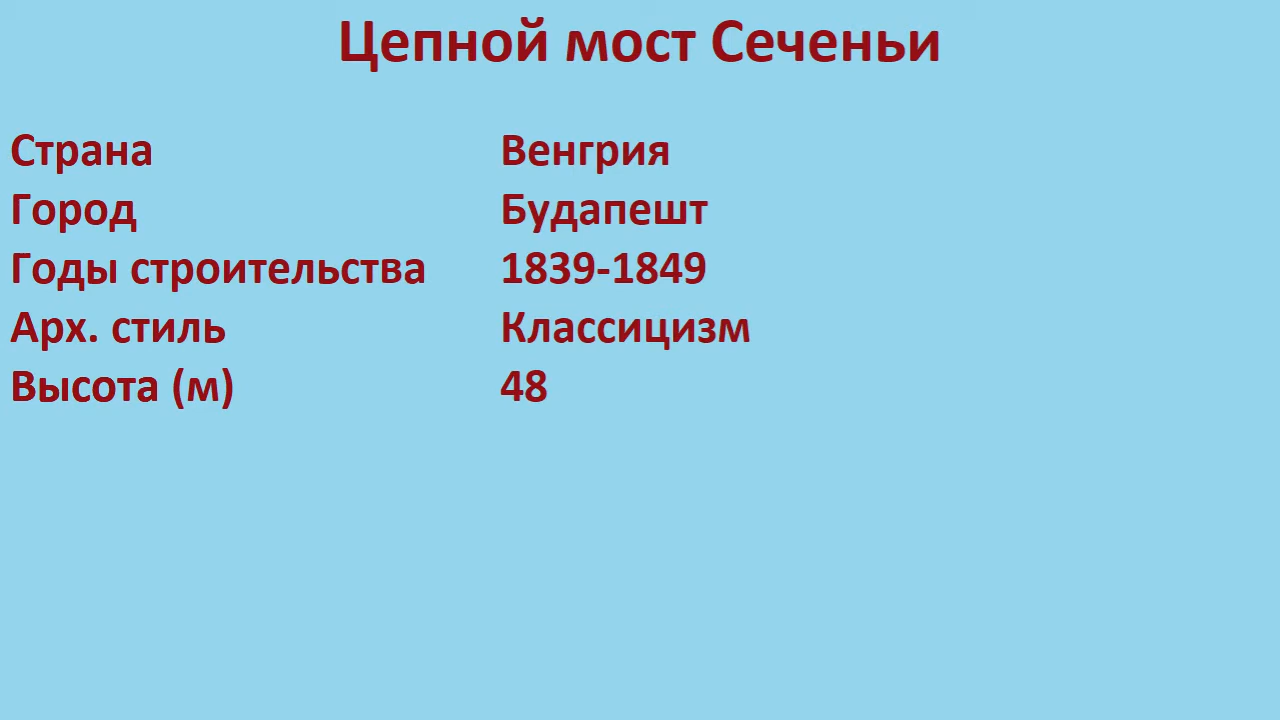 Цепной мост Сеченьи
Страна Венгрия
Город Будапешт
Годы строительства 1839-1849
Арх. стиль Классицизм
Высота (м) 48